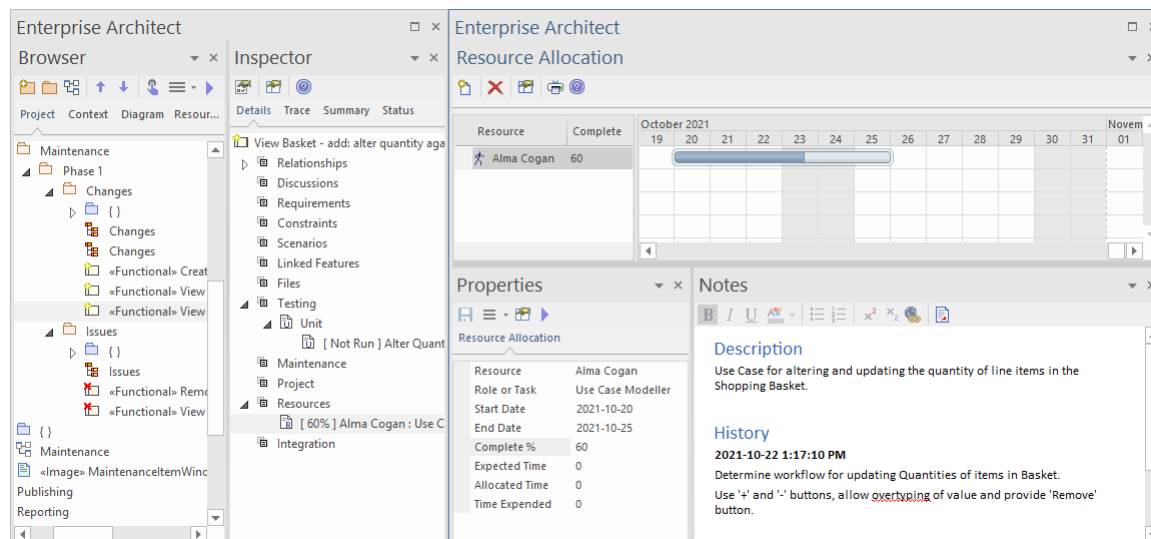 Enterprise Architect
Browser
Project Context Diagram Resour...
Maintenance
Phase 1
Changes
{ }
Changes
Changes
«Functional» Creat
«Functional» View
«Functional» View
Issues
{ }
Issues
«Functional» Remo
«Functional» View
{ }
Maintenance
«Image» MaintenanceItemWinc
Publishing
Reporting
Inspector
Details Trace Summary Status
View Basket - add: alter quantity aga
Relationships
Discussions
Requirements
Constraints
Scenarios
Linked Features
Files
Testing
Unit
[ Not Run ] Alter Quant
Maintenance
Project
Resources
[ 60% ] Alma Cogan : Use C
Integration
Enterprise Architect
Resource Allocation
Resource Complete
October 2021 Novem
19 20 21 22 23 24 25 26 27 28 29 30 31 01
Alma Cogan 60
Properties
Resource Allocation
Resource Alma Cogan
Role or Task Use Case Modeller
Start Date 2021-10-20
End Date 2021-10-25
Complete % 60
Expected Time 0
Allocated Time 0
Time Expended 0
Notes
B I U A x² ×₂
Description
Use Case for altering and updating the quantity of line items in the
Shopping Basket.
History
2021-10-22 1:17:10 PM
Determine workflow for updating Quantities of items in Basket.
Use '+' and '-' buttons, allow overtyping of value and provide 'Remove'
button.